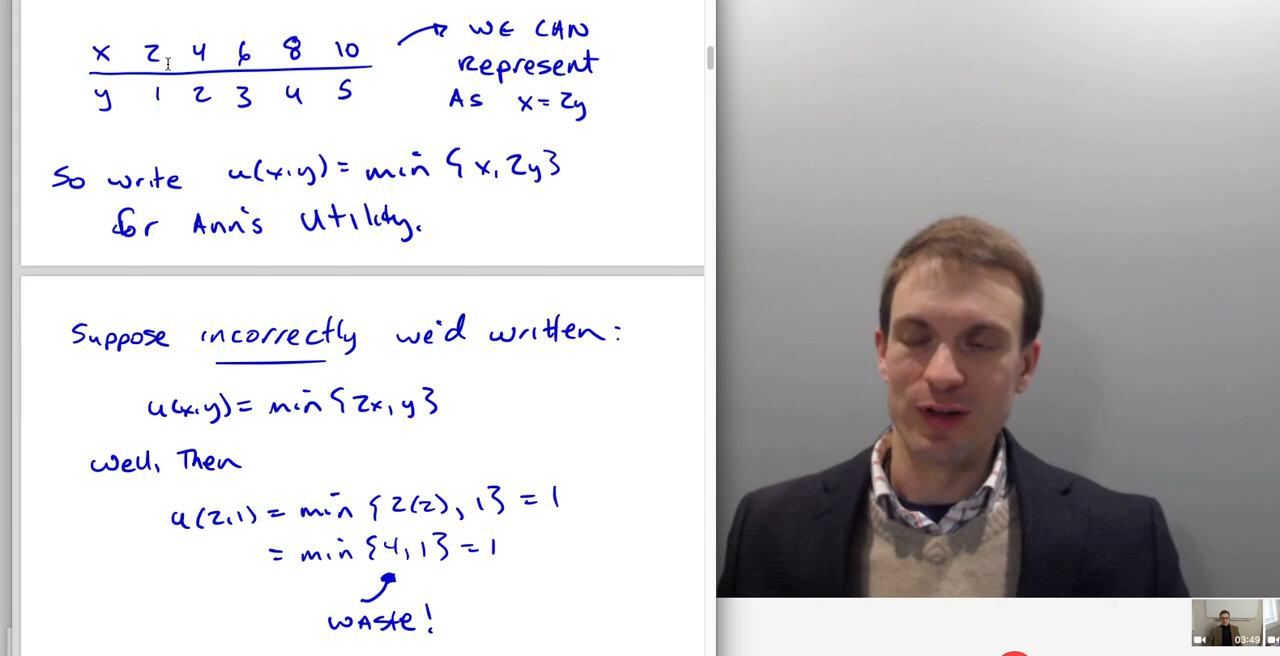 x 2 4 6 8 10
y 1 2 3 4 5
WE CAN
Represent
As x=2y
So write u(x,y) = min {x, 2y}
for Ann's Utility.
Suppose incorrectly we'd written:
u(x,y) = min {2x, y}
Well, Then
u(2,1) = min {2(2), 1} = 1
= min {4, 1} = 1
Waste!
03:49